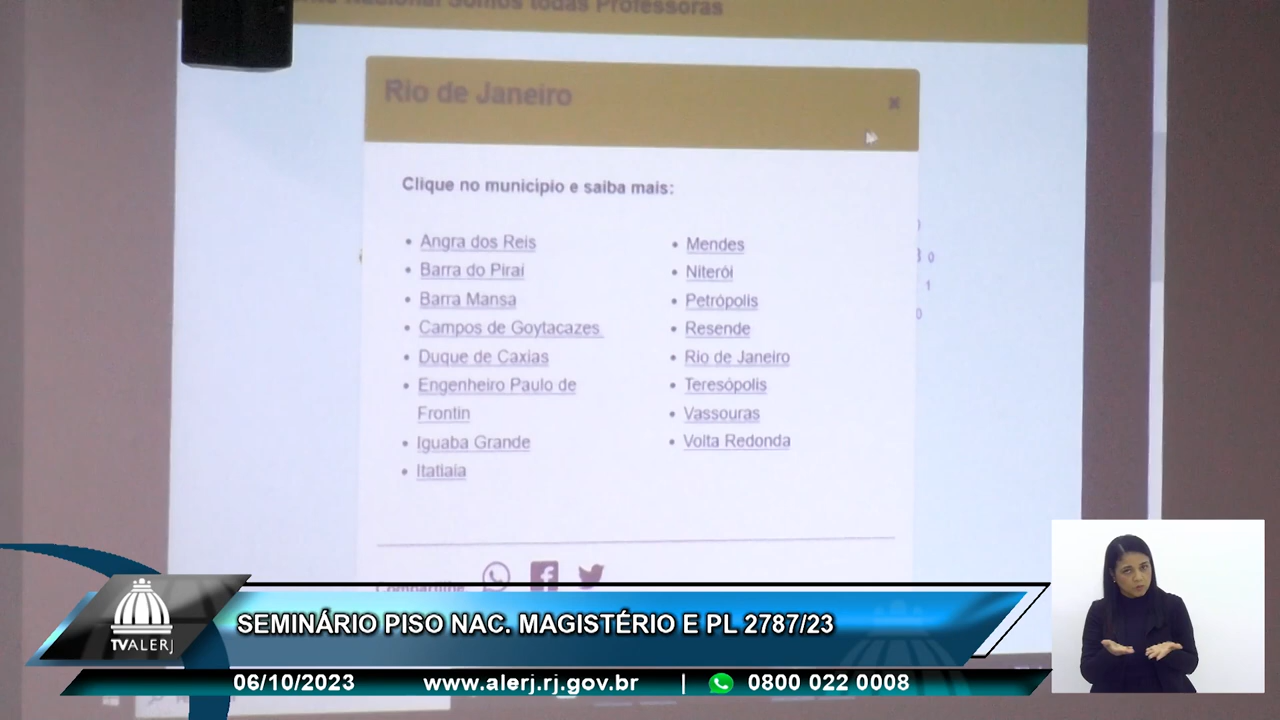 Nacional Somos todas Professoras
Rio de Janeiro
Clique no município e saiba mais:
Angra dos Reis
Barra do Piraí
Barra Mansa
Campos de Goytacazes
Duque de Caxias
Engenheiro Paulo de
Frontin
Iguaba Grande
Itatiaia
Mendes
Niterói
Petrópolis
Resende
Rio de Janeiro
Teresópolis
Vassouras
Volta Redonda
SEMINÁRIO PISO NAC. MAGISTÉRIO E PL 2787/23
TVALERJ
06/10/2023 www.alerj.rj.gov.br | 0800 022 0008